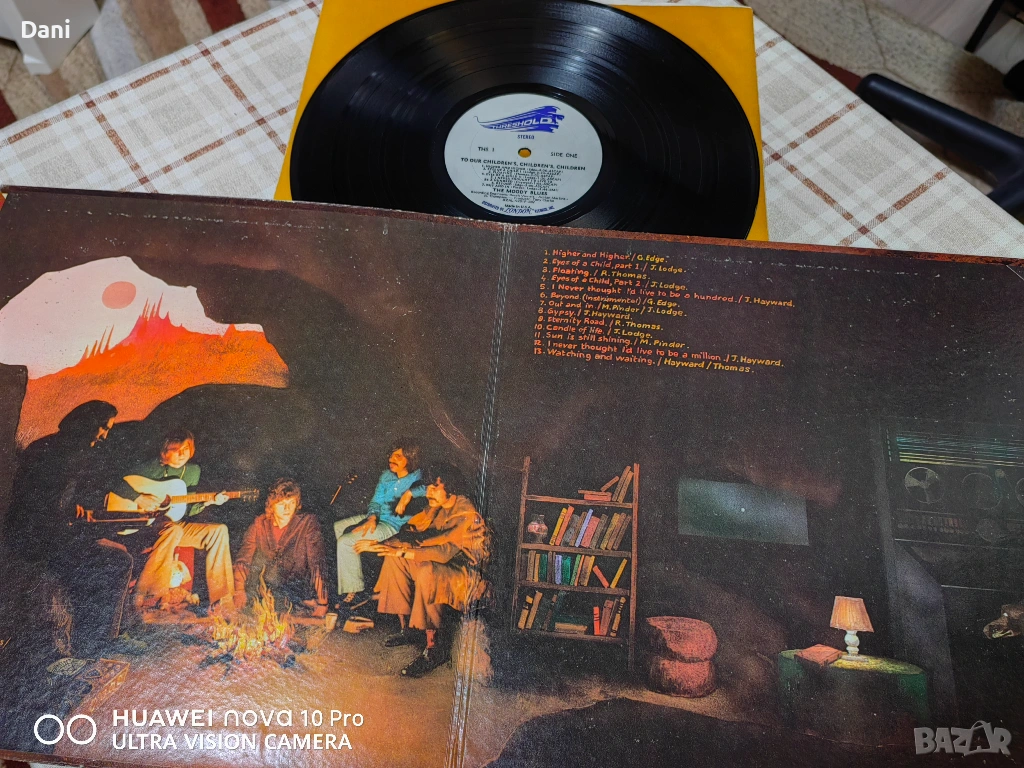 Dani
THRESHOLD
STEREO
SIDE ONE
TO OUR CHILDREN'S, CHILDREN'S, CHILDREN
THE MOODY BLUES
Made in U.S.A.
1. Higher and Higher. / G. Edge.
2. Eyes of a Child, part 1. / J. Lodge.
3. Floating. / R. Thomas.
4. Eyes of a Child, Part 2. / J. Lodge.
5. I Never thought I'd live to be a hundred. / J. Hayward.
6. Beyond (Instrumental) / G. Edge.
7. Out and in. / M. Pinder / J. Lodge.
8. Gypsy. / J. Hayward.
9. Eternity Road. / R. Thomas.
10. Candle of life. / J. Lodge.
11. Sun is still shining. / M. Pinder.
12. I never thought I'd live to be a million. / J. Hayward.
13. Watching and waiting. / Hayward / Thomas.
HUAWEI nova 10 Pro
ULTRA VISION CAMERA
BAZAR